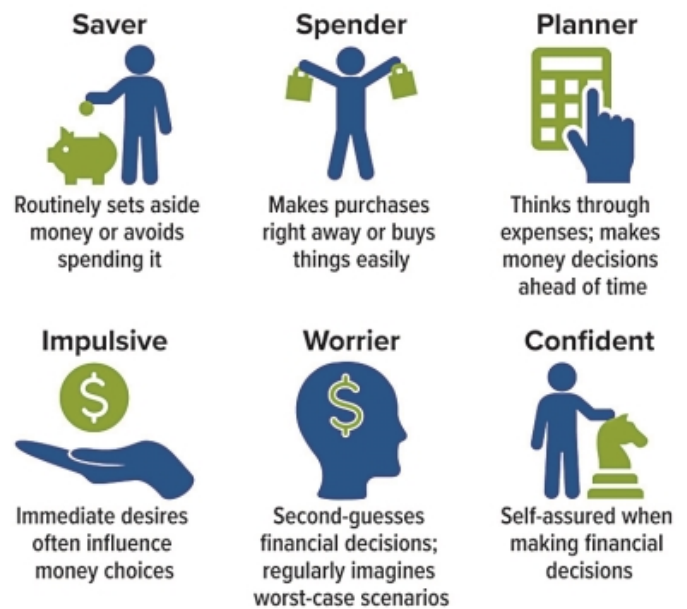 Saver
Routinely sets aside
money or avoids
spending it
Spender
Makes purchases
right away or buys
things easily
Planner
Thinks through
expenses; makes
money decisions
ahead of time
Impulsive
$
Immediate desires
often influence
money choices
Worrier
$
Second-guesses
financial decisions;
regularly imagines
worst-case scenarios
Confident
Self-assured when
making financial
decisions